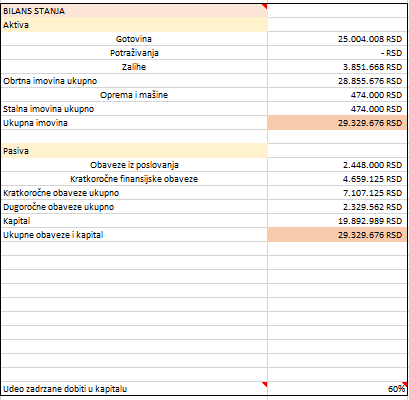 BILANS STANJA
Aktiva
Gotovina 25.004.008 RSD
Potraživanja - RSD
Zalihe 3.851.668 RSD
Obrtna imovina ukupno 28.855.676 RSD
Oprema i mašine 474.000 RSD
Stalna imovina ukupno 474.000 RSD
Ukupna imovina 29.329.676 RSD
Pasiva
Obaveze iz poslovanja 2.448.000 RSD
Kratkoročne finansijske obaveze 4.659.125 RSD
Kratkoročne obaveze ukupno 7.107.125 RSD
Dugoročne obaveze ukupno 2.329.562 RSD
Kapital 19.892.989 RSD
Ukupne obaveze i kapital 29.329.676 RSD
Udeo zadržane dobiti u kapitalu 60%